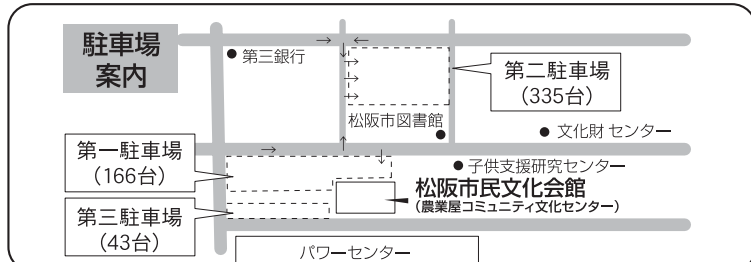 駐車場
案内
第三銀行
第二駐車場
(335台)
松阪市図書館
文化財 センター
第一駐車場
(166台)
子供支援研究センター
松阪市民文化会館
(農業屋コミュニティ文化センター)
第三駐車場
(43台)
パワーセンター